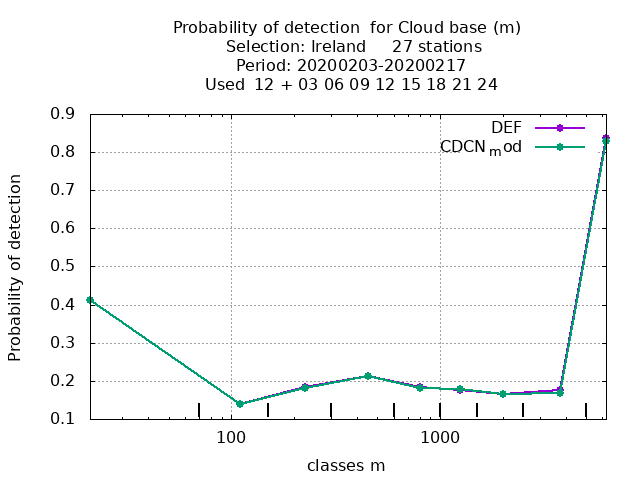 Probability of detection  for Cloud base (m)
Selection: Ireland     27 stations
Period: 20200203-20200217
Used  12 + 03 06 09 12 15 18 21 24
DEF
CDCNmod
0.9
0.8
0.7
0.6
0.5
0.4
0.3
0.2
0.1
Probability of detection
100 1000
classes m